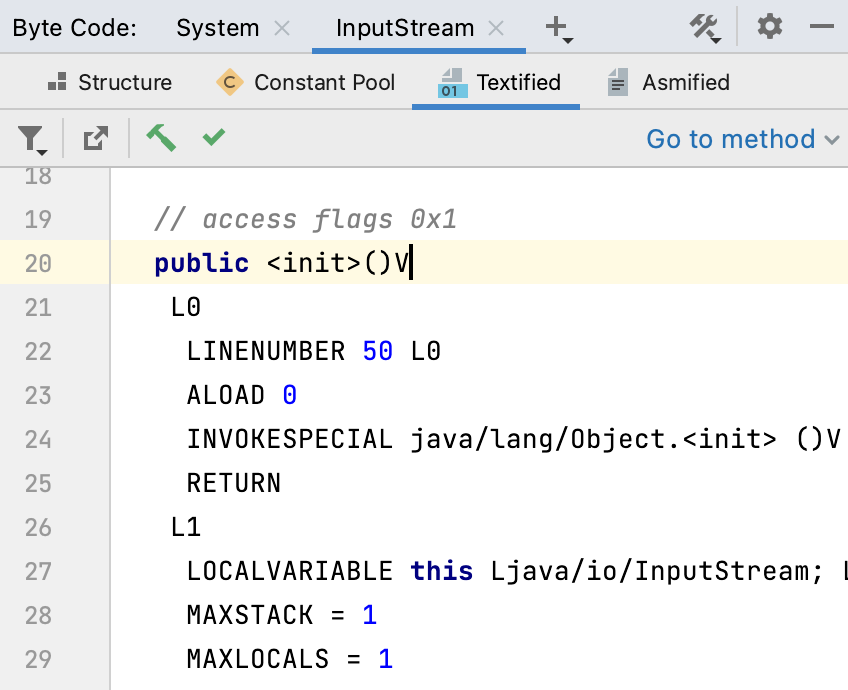 Byte Code: System InputStream
Structure Constant Pool 01 Textified Asmified
Go to method
18
19 // access flags 0x1
20 public <init>()V
21 L0
22 LINENUMBER 50 L0
23 ALOAD 0
24 INVOKESPECIAL java/lang/Object.<init> ()V
25 RETURN
26 L1
27 LOCALVARIABLE this Ljava/io/InputStream; L
28 MAXSTACK = 1
29 MAXLOCALS = 1